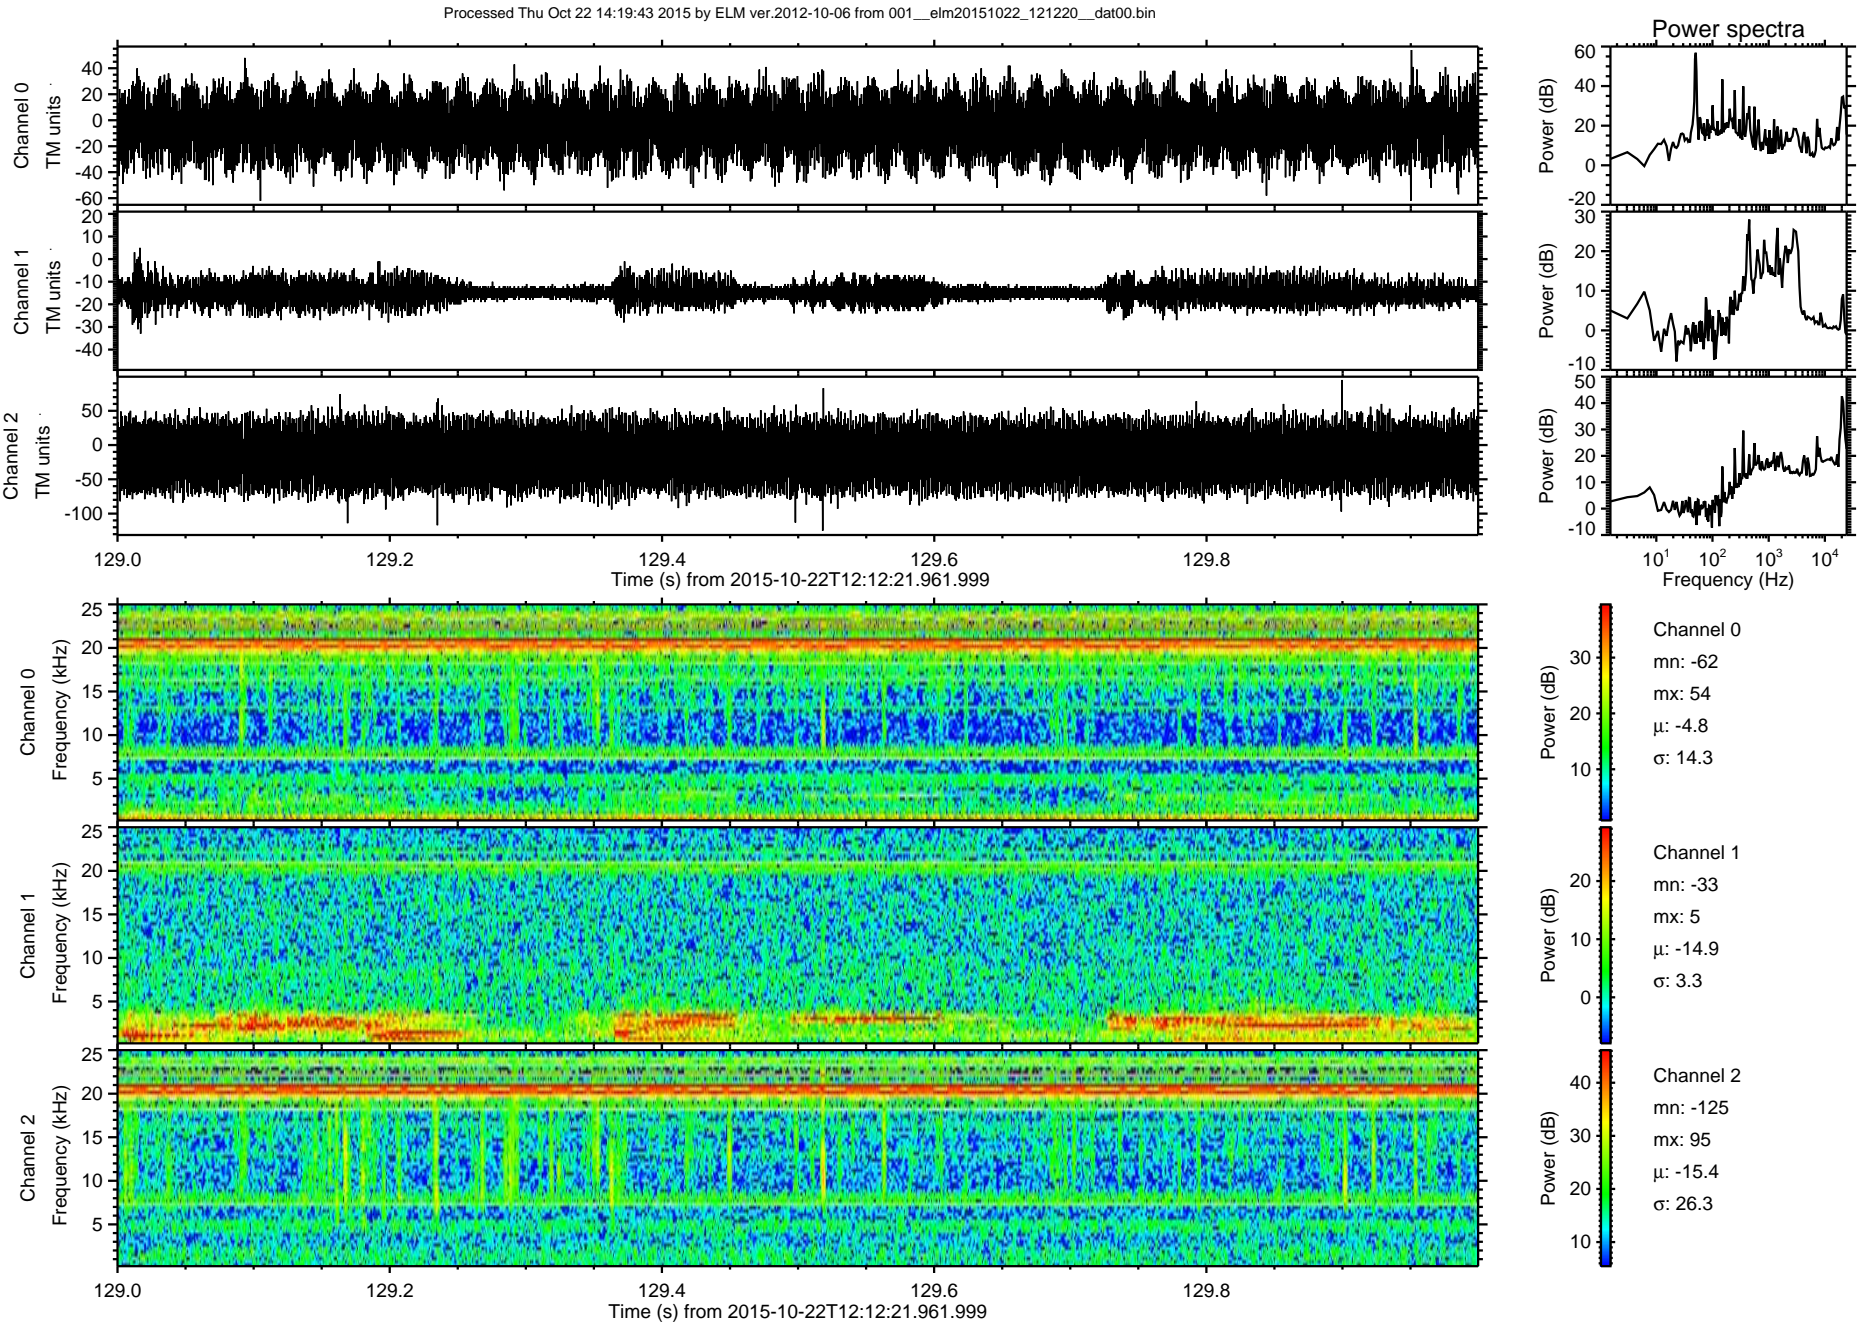 Processed Thu Oct 22 14:19:43 2015 by ELM ver.2012-10-06 from 001__elm20151022_121220__dat00.bin
Power spectra
Channel 0
TM units
40
20
0
-20
-40
-60
Power (dB)
60
40
20
0
-20
Channel 1
TM units
20
10
0
-10
-20
-30
-40
Power (dB)
30
20
10
0
-10
Channel 2
TM units
50
0
-50
-100
Power (dB)
50
40
30
20
10
0
-10
129.0 129.2 129.4 129.6 129.8
Time (s) from 2015-10-22T12:12:21.961.999
10^1 10^2 10^3 10^4
Frequency (Hz)
Channel 0
Frequency (kHz)
25
20
15
10
5
Power (dB)
30
20
10
Channel 0
mn: -62
mx: 54
μ: -4.8
σ: 14.3
Channel 1
Frequency (kHz)
25
20
15
10
5
Power (dB)
20
10
0
Channel 1
mn: -33
mx: 5
μ: -14.9
σ: 3.3
Channel 2
Frequency (kHz)
25
20
15
10
5
Power (dB)
40
30
20
10
Channel 2
mn: -125
mx: 95
μ: -15.4
σ: 26.3
129.0 129.2 129.4 129.6 129.8
Time (s) from 2015-10-22T12:12:21.961.999